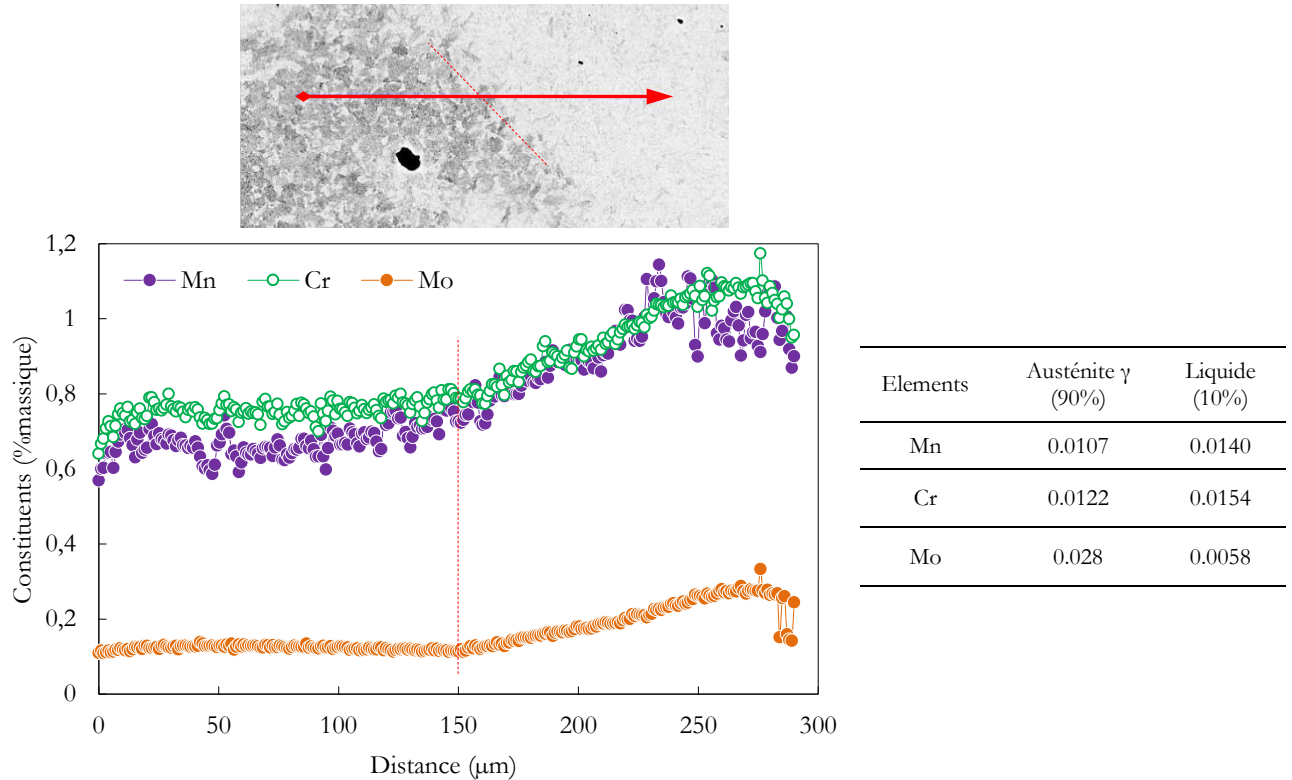 1,2
1
0,8
0,6
0,4
0,2
0
Mn Cr Mo
0 50 100 150 200 250 300
Constituents (%massique)
Distance (µm)
Elements Austénite γ (90%) Liquide (10%)
Mn 0.0107 0.0140
Cr 0.0122 0.0154
Mo 0.028 0.0058